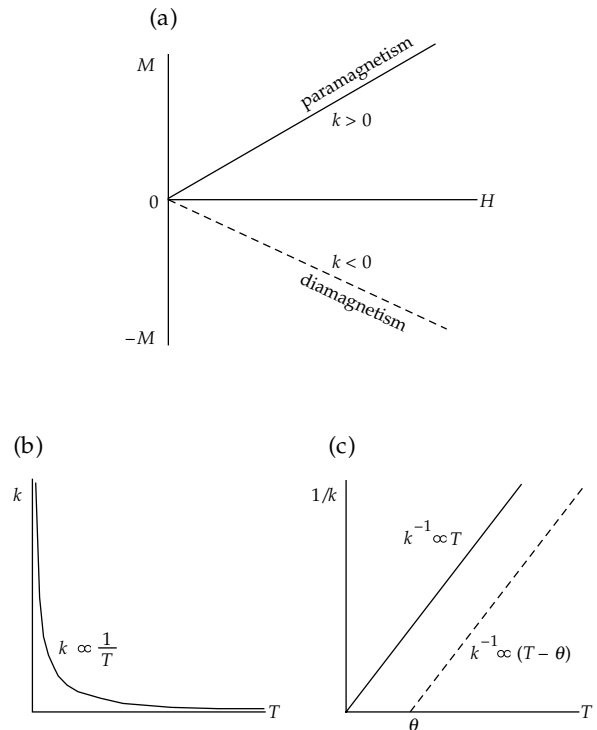 (a)
M
paramagnetism
k > 0
0
H
k < 0
diamagnetism
–M
(b)
k
k ∝ 1/T
T
(c)
1/k
k⁻¹ ∝ T
k⁻¹ ∝ (T – θ)
θ
T